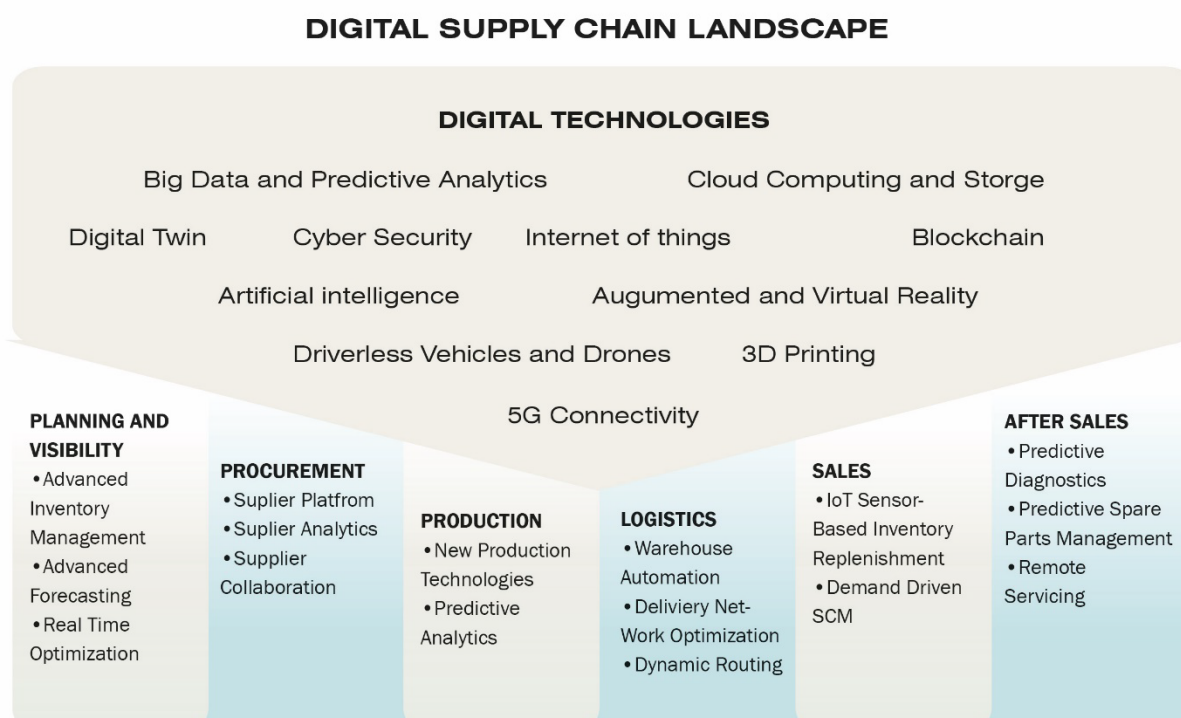 DIGITAL SUPPLY CHAIN LANDSCAPE
DIGITAL TECHNOLOGIES
Big Data and Predictive Analytics
Cloud Computing and Storge
Digital Twin
Cyber Security
Internet of things
Blockchain
Artificial intelligence
Augumented and Virtual Reality
Driverless Vehicles and Drones
3D Printing
5G Connectivity
PLANNING AND
VISIBILITY
•Advanced
Inventory
Management
•Advanced
Forecasting
•Real Time
Optimization
PROCUREMENT
•Suplier Platfrom
•Suplier Analytics
•Supplier
Collaboration
PRODUCTION
•New Production
Technologies
•Predictive
Analytics
LOGISTICS
•Warehouse
Automation
•Deliviery Net-
Work Optimization
•Dynamic Routing
SALES
•IoT Sensor-
Based Inventory
Replenishment
•Demand Driven
SCM
AFTER SALES
•Predictive
Diagnostics
•Predictive Spare
Parts Management
•Remote
Servicing